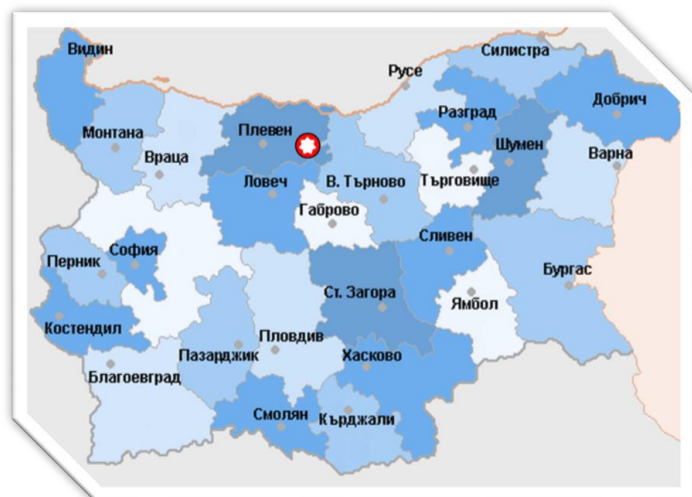 Видин
Силистра
Русе
Добрич
Разград
Плевен
Монтана
Шумен
Враца
Варна
Ловеч
В. Търново
Търговище
Габрово
Сливен
София
Перник
Бургас
Ст. Загора
Ямбол
Костендил
Пловдив
Пазарджик
Хасково
Благоевград
Смолян
Кърджали